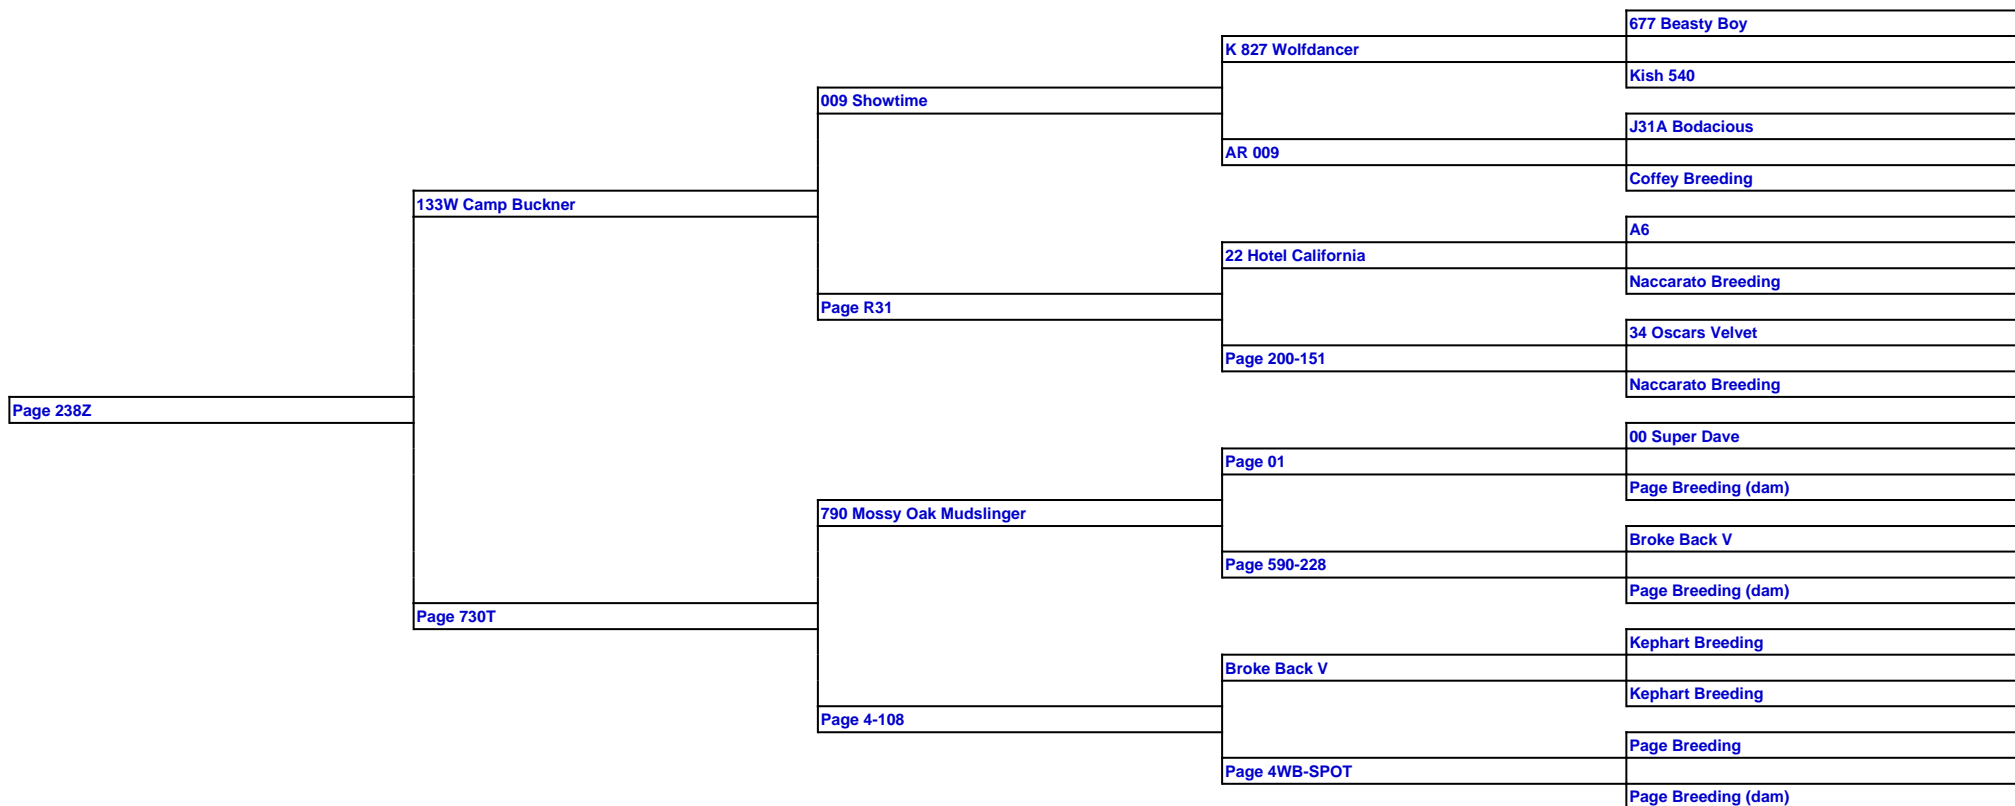 677 Beasty Boy
K 827 Wolfdancer
Kish 540
009 Showtime
J31A Bodacious
AR 009
Coffey Breeding
133W Camp Buckner
A6
22 Hotel California
Naccarato Breeding
Page R31
34 Oscars Velvet
Page 200-151
Naccarato Breeding
Page 238Z
00 Super Dave
Page 01
Page Breeding (dam)
790 Mossy Oak Mudslinger
Broke Back V
Page 590-228
Page Breeding (dam)
Page 730T
Kephart Breeding
Broke Back V
Kephart Breeding
Page 4-108
Page Breeding
Page 4WB-SPOT
Page Breeding (dam)